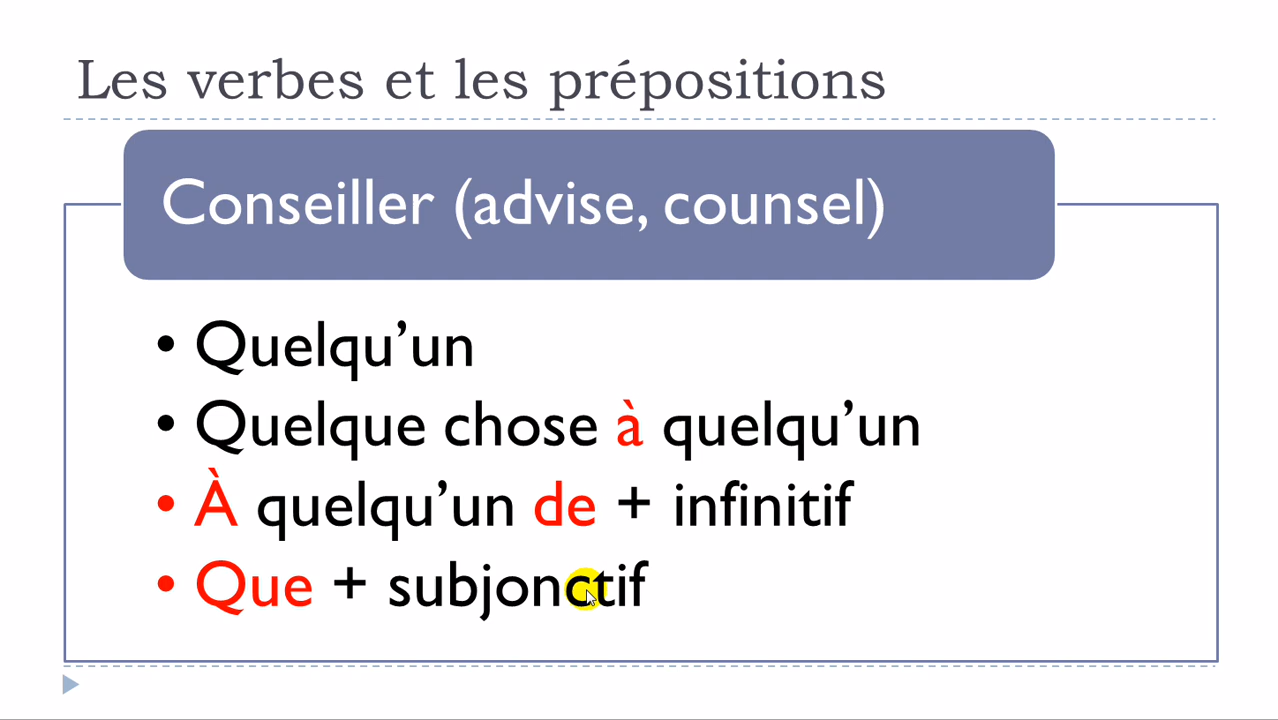 Les verbes et les prépositions
Conseiller (advise, counsel)
• Quelqu’un
• Quelque chose à quelqu’un
• À quelqu’un de + infinitif
• Que + subjonctif